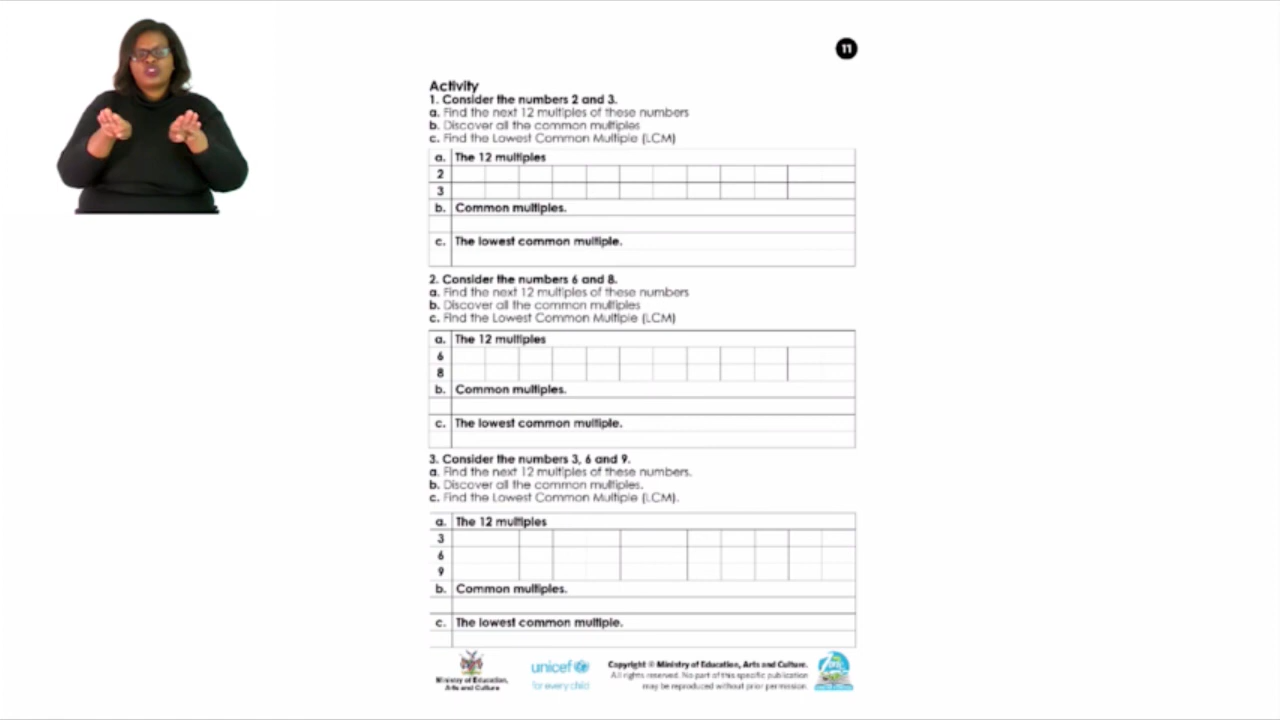 11
Activity
1. Consider the numbers 2 and 3.
a. Find the next 12 multiples of these numbers
b. Discover all the common multiples
c. Find the Lowest Common Multiple (LCM)
a. The 12 multiples
2
3
b. Common multiples.
c. The lowest common multiple.
2. Consider the numbers 6 and 8.
a. Find the next 12 multiples of these numbers
b. Discover all the common multiples
c. Find the Lowest Common Multiple (LCM)
a. The 12 multiples
6
8
b. Common multiples.
c. The lowest common multiple.
3. Consider the numbers 3, 6 and 9.
a. Find the next 12 multiples of these numbers.
b. Discover all the common multiples.
c. Find the Lowest Common Multiple (LCM).
a. The 12 multiples
3
6
9
b. Common multiples.
c. The lowest common multiple.
Ministry of Education,
Arts and Culture
unicef
for every child
Copyright © Ministry of Education, Arts and Culture.
All rights reserved. No part of this specific publication
may be reproduced without prior permission.